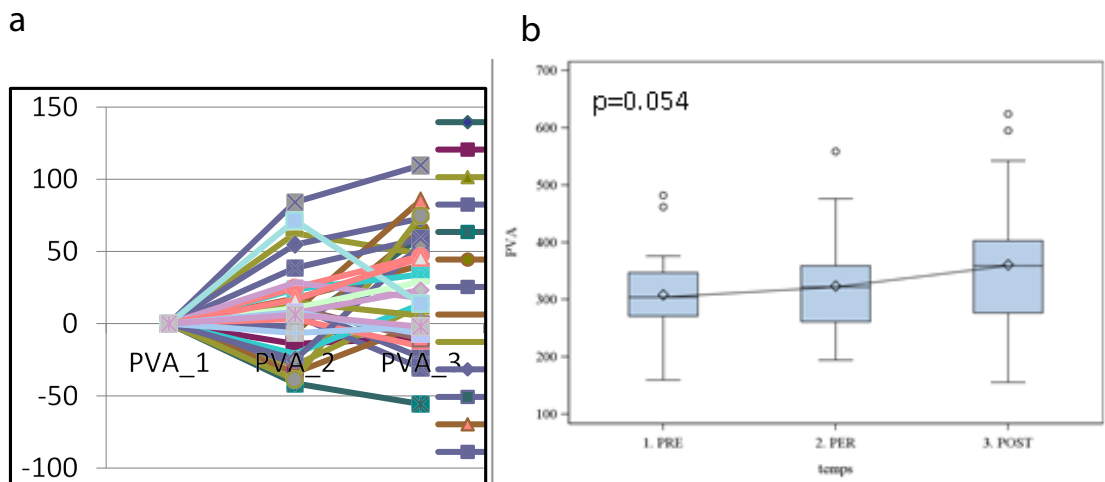 a
b
150
100
50
0
-50
-100
PVA_1
PVA_2
PVA_3
700
600
500
400
300
200
100
PVA
p=0.054
1. PRE
2. PER
3. POST
temps